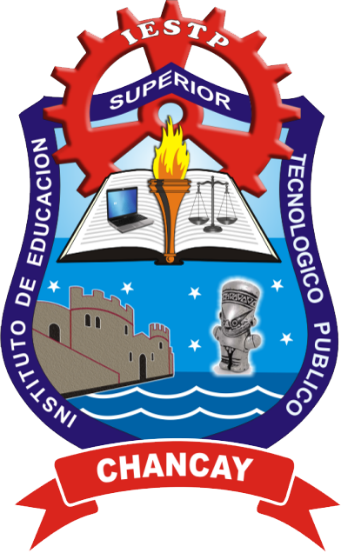 IESTP
SUPERIOR
INSTITUTO DE EDUCACION
TECNOLOGICO PUBLICO
CHANCAY